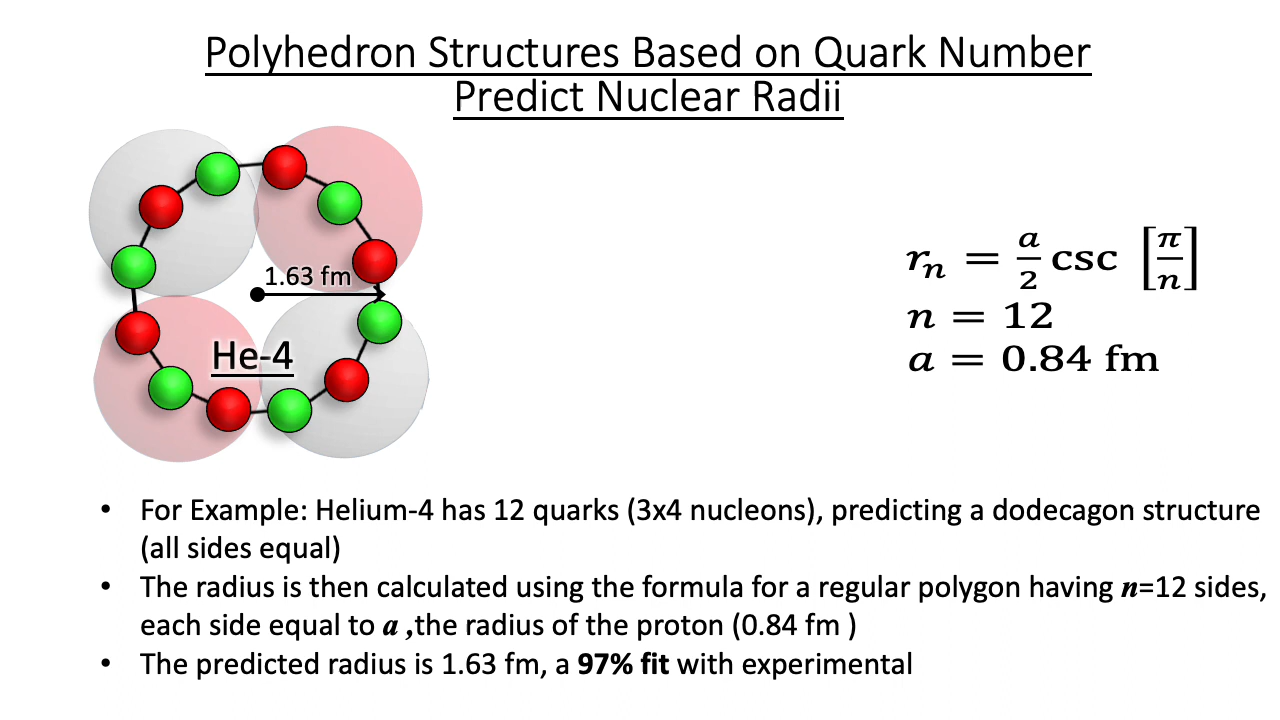 Polyhedron Structures Based on Quark Number
Predict Nuclear Radii
1.63 fm
He-4
rₙ = a/2 csc [π/n]
n = 12
a = 0.84 fm
• For Example: Helium-4 has 12 quarks (3x4 nucleons), predicting a dodecagon structure
(all sides equal)
• The radius is then calculated using the formula for a regular polygon having n=12 sides,
each side equal to a ,the radius of the proton (0.84 fm )
• The predicted radius is 1.63 fm, a 97% fit with experimental